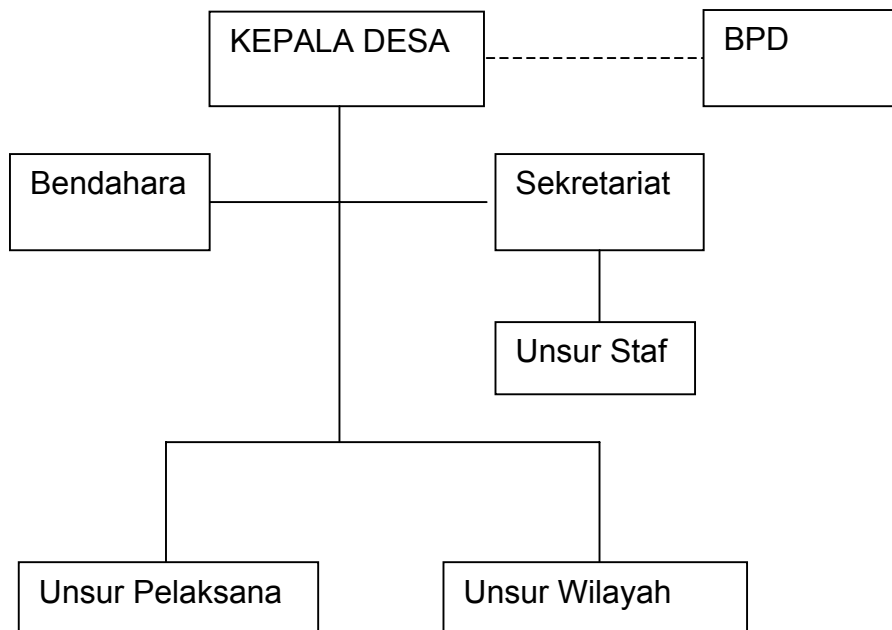 KEPALA DESA
BPD
Bendahara
Sekretariat
Unsur Staf
Unsur Pelaksana
Unsur Wilayah